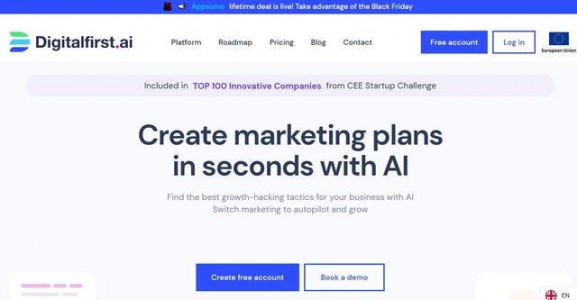 Appsumo lifetime deal is live! Take advantage of the Black Friday
Digitalfirst.ai
Platform
Roadmap
Pricing
Blog
Contact
Free account
Log in
European Union
Included in TOP 100 Innovative Companies from CEE Startup Challenge
Create marketing plans
in seconds with AI
Find the best growth-hacking tactics for your business with AI
Switch marketing to autopilot and grow
Create free account
Book a demo
EN